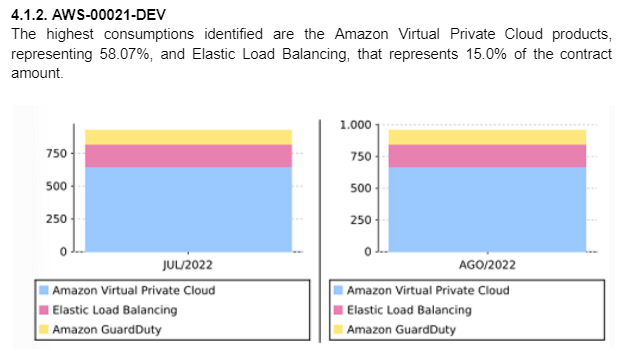 4.1.2. AWS-00021-DEV
The highest consumptions identified are the Amazon Virtual Private Cloud products,
representing 58.07%, and Elastic Load Balancing, that represents 15.0% of the contract
amount.
750
500
250
0
JUL/2022
Amazon Virtual Private Cloud
Elastic Load Balancing
Amazon GuardDuty
1.000
750
500
250
0
AGO/2022
Amazon Virtual Private Cloud
Elastic Load Balancing
Amazon GuardDuty